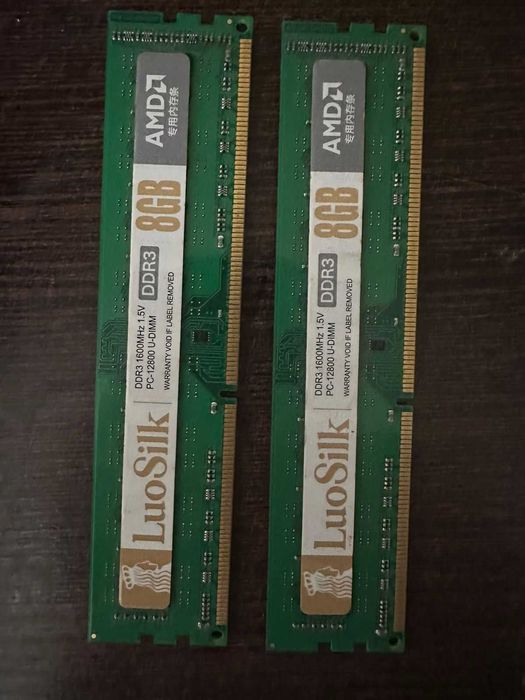 LuoSilk
DDR3 1600MHz 1.5V
PC-12800 U-DIMM
DDR3
WARRANTY VOID IF LABEL REMOVED
8GB
AMD
专用内存条
LuoSilk
DDR3 1600MHz 1.5V
PC-12800 U-DIMM
DDR3
WARRANTY VOID IF LABEL REMOVED
8GB
AMD
专用内存条